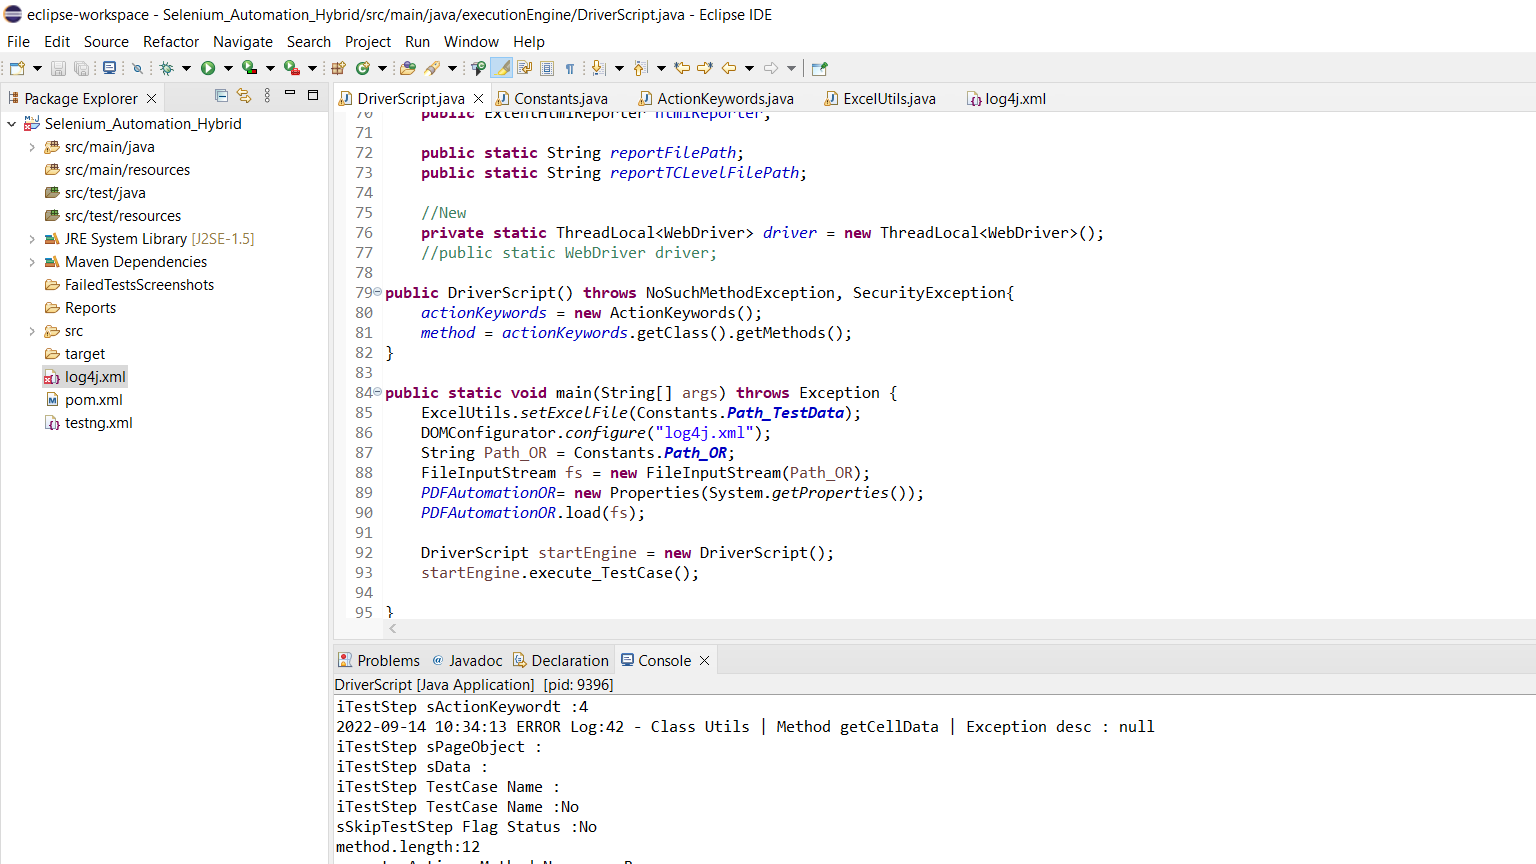 eclipse-workspace - Selenium_Automation_Hybrid/src/main/java/executionEngine/DriverScript.java - Eclipse IDE
File Edit Source Refactor Navigate Search Project Run Window Help
Package Explorer
Selenium_Automation_Hybrid
src/main/java
src/main/resources
src/test/java
src/test/resources
JRE System Library [J2SE-1.5]
Maven Dependencies
FailedTestsScreenshots
Reports
src
target
log4j.xml
pom.xml
testng.xml
DriverScript.java Constants.java ActionKeywords.java ExcelUtils.java log4j.xml
70 public ExtentHtmlReporter htmlReporter;
71
72 public static String reportFilePath;
73 public static String reportTCLevelFilePath;
74
75 //New
76 private static ThreadLocal<WebDriver> driver = new ThreadLocal<WebDriver>();
77 //public static WebDriver driver;
78
79 public DriverScript() throws NoSuchMethodException, SecurityException{
80 actionKeywords = new ActionKeywords();
81 method = actionKeywords.getClass().getMethods();
82 }
83
84 public static void main(String[] args) throws Exception {
85 ExcelUtils.setExcelFile(Constants.Path_TestData);
86 DOMConfigurator.configure("log4j.xml");
87 String Path_OR = Constants.Path_OR;
88 FileInputStream fs = new FileInputStream(Path_OR);
89 PDFAutomationOR= new Properties(System.getProperties());
90 PDFAutomationOR.load(fs);
91
92 DriverScript startEngine = new DriverScript();
93 startEngine.execute_TestCase();
94
95 }
Problems Javadoc Declaration Console
DriverScript [Java Application] [pid: 9396]
iTestStep sActionKeywordt :4
2022-09-14 10:34:13 ERROR Log:42 - Class Utils | Method getCellData | Exception desc : null
iTestStep sPageObject :
iTestStep sData :
iTestStep TestCase Name :
iTestStep TestCase Name :No
sSkipTestStep Flag Status :No
method.length:12